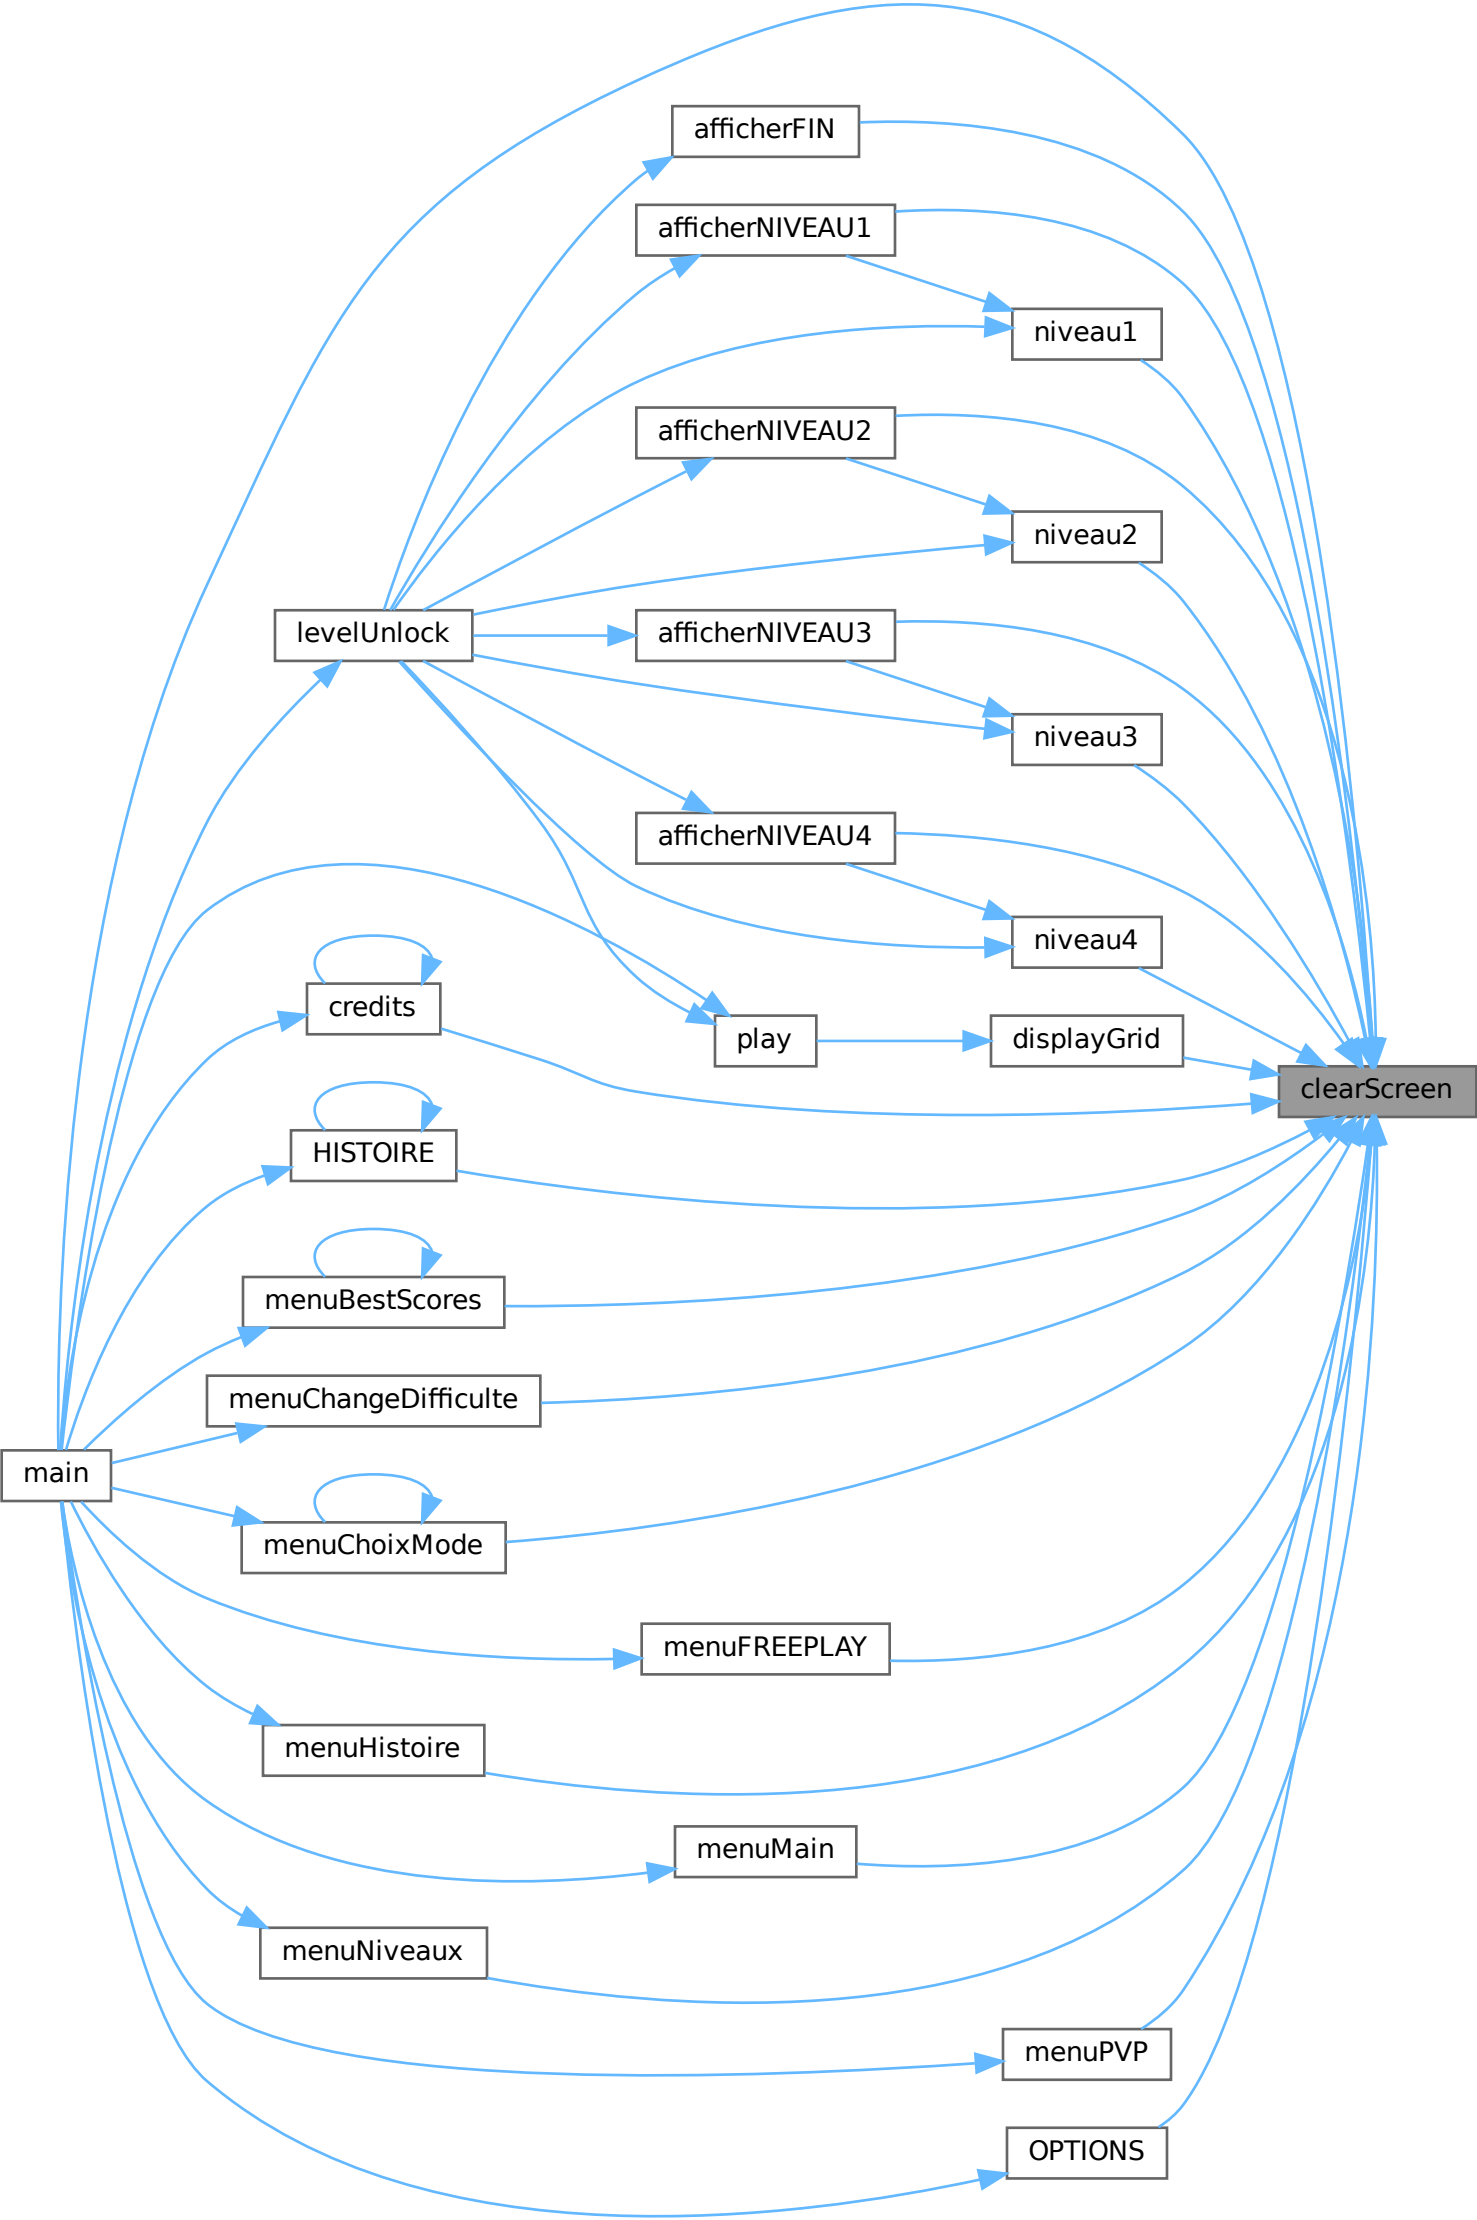 afficherFIN
afficherNIVEAU1
niveau1
afficherNIVEAU2
niveau2
levelUnlock
afficherNIVEAU3
niveau3
afficherNIVEAU4
niveau4
credits
play
displayGrid
clearScreen
HISTOIRE
menuBestScores
menuChangeDifficulte
main
menuChoixMode
menuFREEPLAY
menuHistoire
menuMain
menuNiveaux
menuPVP
OPTIONS